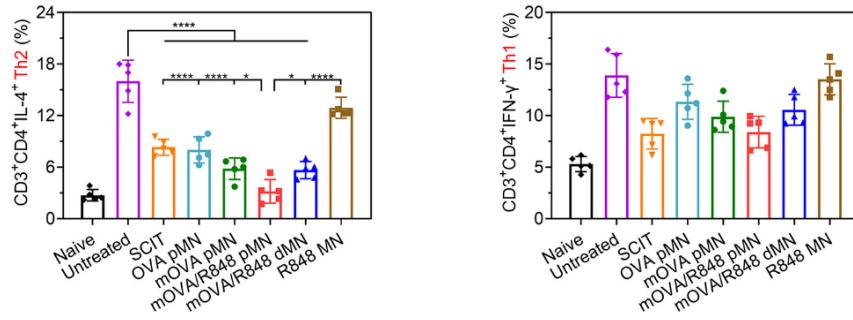 CD3⁺CD4⁺IL-4⁺ Th2 (%)
24
18
12
6
0
****
**** **** * * ****
Naive
Untreated
SCIT
OVA pMN
mOVA pMN
mOVA/R848 pMN
mOVA/R848 dMN
R848 MN
CD3⁺CD4⁺IFN-γ⁺ Th1 (%)
20
15
10
5
0
Naive
Untreated
SCIT
OVA pMN
mOVA pMN
mOVA/R848 pMN
mOVA/R848 dMN
R848 MN